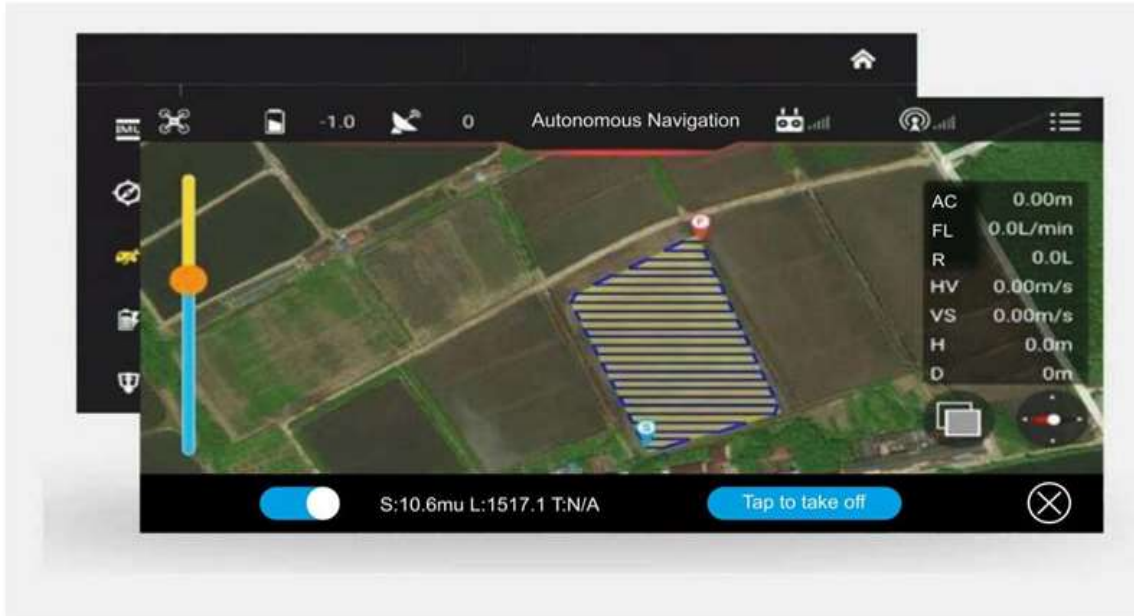 IMU
-1.0 0 Autonomous Navigation
AC 0.00m
FL 0.0L/min
R 0.0L
HV 0.00m/s
VS 0.00m/s
H 0.0m
D 0m
S
S:10.6mu L:1517.1 T:N/A Tap to take off